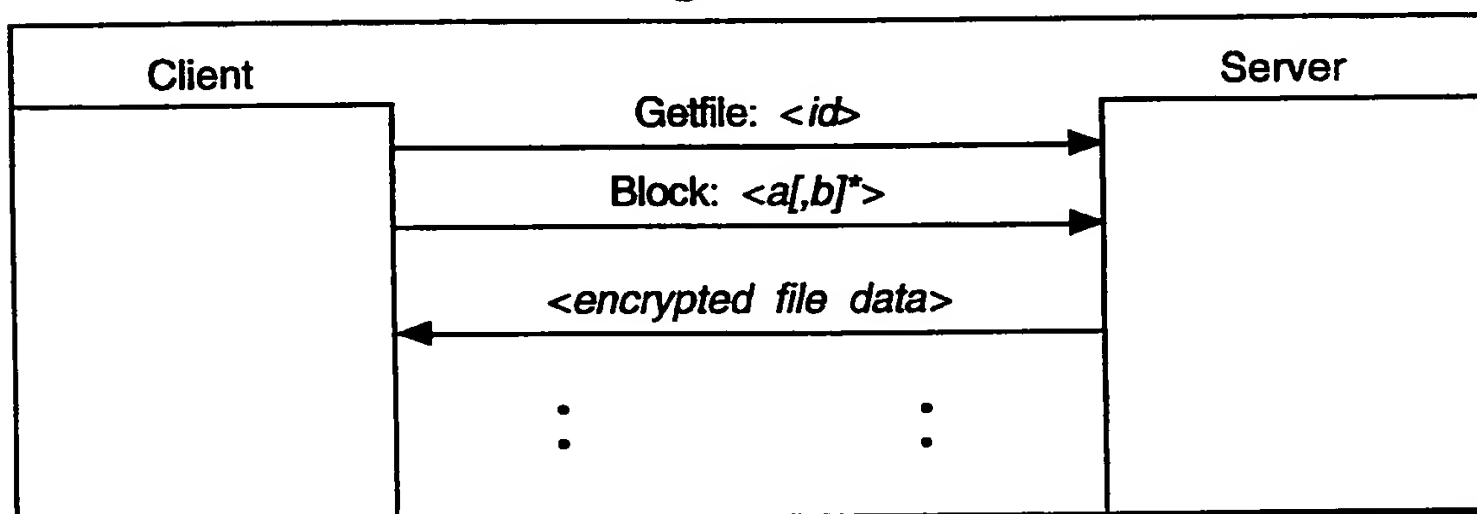 Client
Server
Getfile: <id>
Block: <a[,b]*>
<encrypted file data>